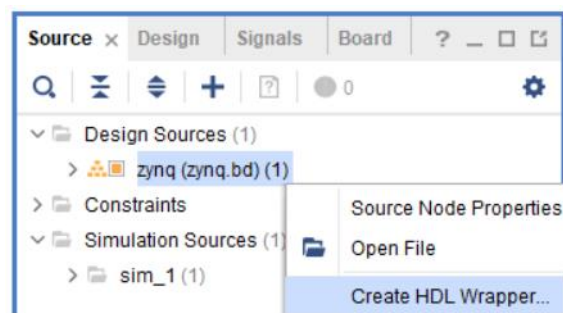 Source × Design Signals Board ? _
0
Design Sources (1)
zynq (zynq.bd) (1)
Constraints
Simulation Sources (1)
sim_1 (1)
Source Node Properties
Open File
Create HDL Wrapper...